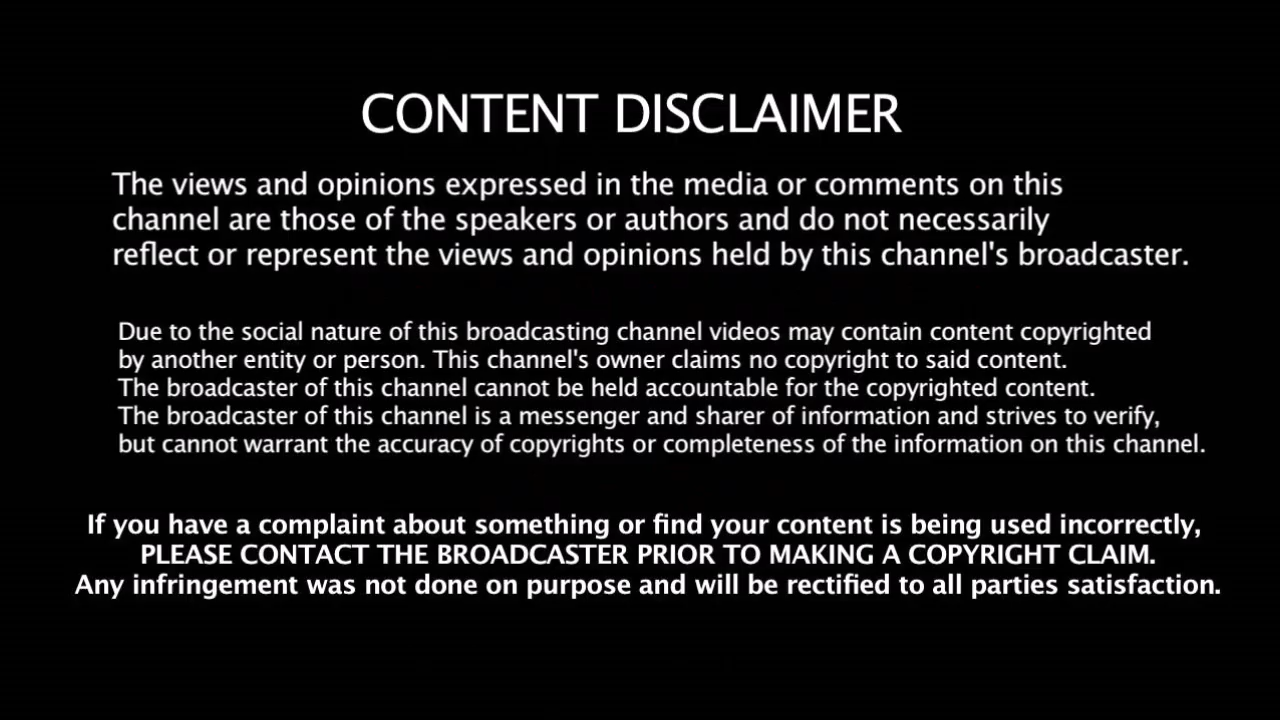 CONTENT DISCLAIMER
The views and opinions expressed in the media or comments on this
channel are those of the speakers or authors and do not necessarily
reflect or represent the views and opinions held by this channel's broadcaster.
Due to the social nature of this broadcasting channel videos may contain content copyrighted
by another entity or person. This channel's owner claims no copyright to said content.
The broadcaster of this channel cannot be held accountable for the copyrighted content.
The broadcaster of this channel is a messenger and sharer of information and strives to verify,
but cannot warrant the accuracy of copyrights or completeness of the information on this channel.
If you have a complaint about something or find your content is being used incorrectly,
PLEASE CONTACT THE BROADCASTER PRIOR TO MAKING A COPYRIGHT CLAIM.
Any infringement was not done on purpose and will be rectified to all parties satisfaction.